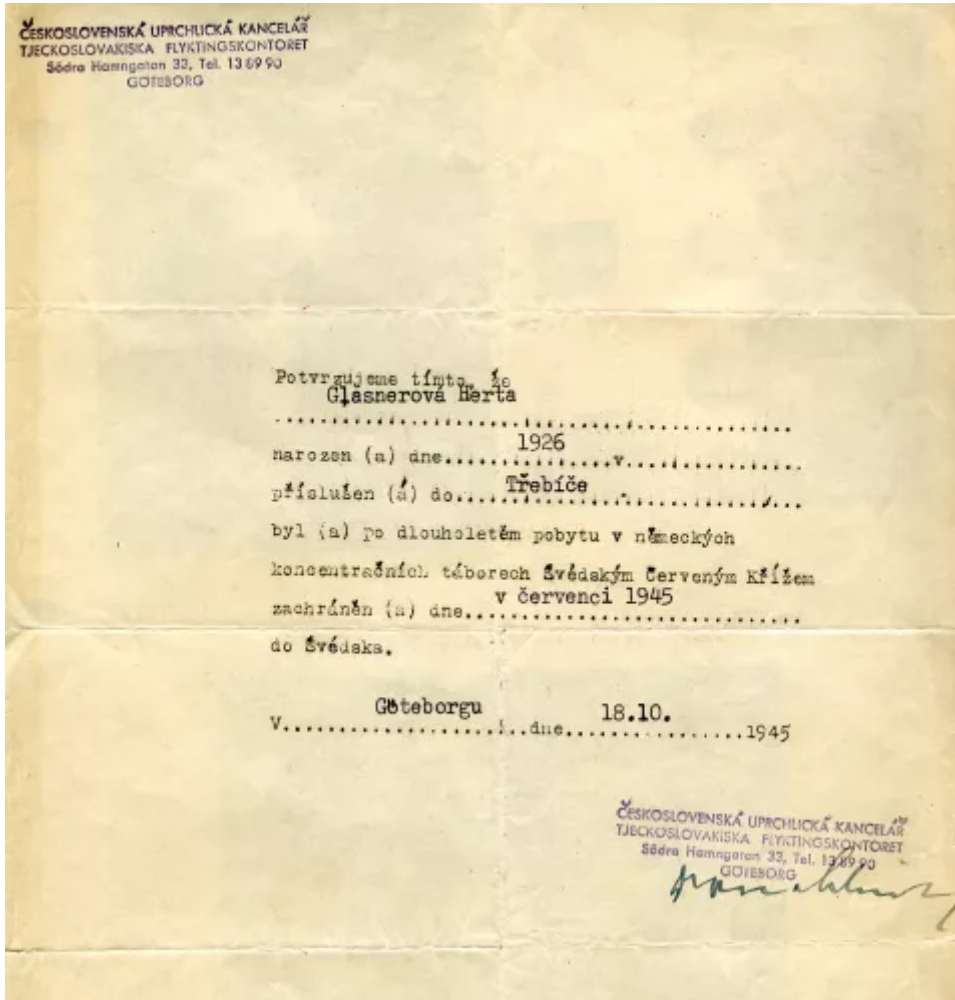 ČESKOSLOVENSKÁ UPRCHLICKÁ KANCELÁŘ
TJECKOSLOVAKISKA FLYKTINGSKONTORET
Södra Hamngatan 33, Tel. 13 89 90
GÖTEBORG
Potvrzujeme tímto, že
Glasnerová Herta
................................................
1926
narozen (a) dne................v................
příslušen (á) do....Třebíče....................
byl (a) po dlouholetém pobytu v německých
koncentračních táborech Švédským Červeným Křížem
v červenci 1945
zachráněn (a) dne..............................
do Švédska.
Göteborgu 18.10.
V.....................dne.................1945
ČESKOSLOVENSKÁ UPRCHLICKÁ KANCELÁŘ
TJECKOSLOVAKISKA FLYKTINGSKONTORET
Södra Hamngatan 33, Tel. 13 89 90
GÖTEBORG